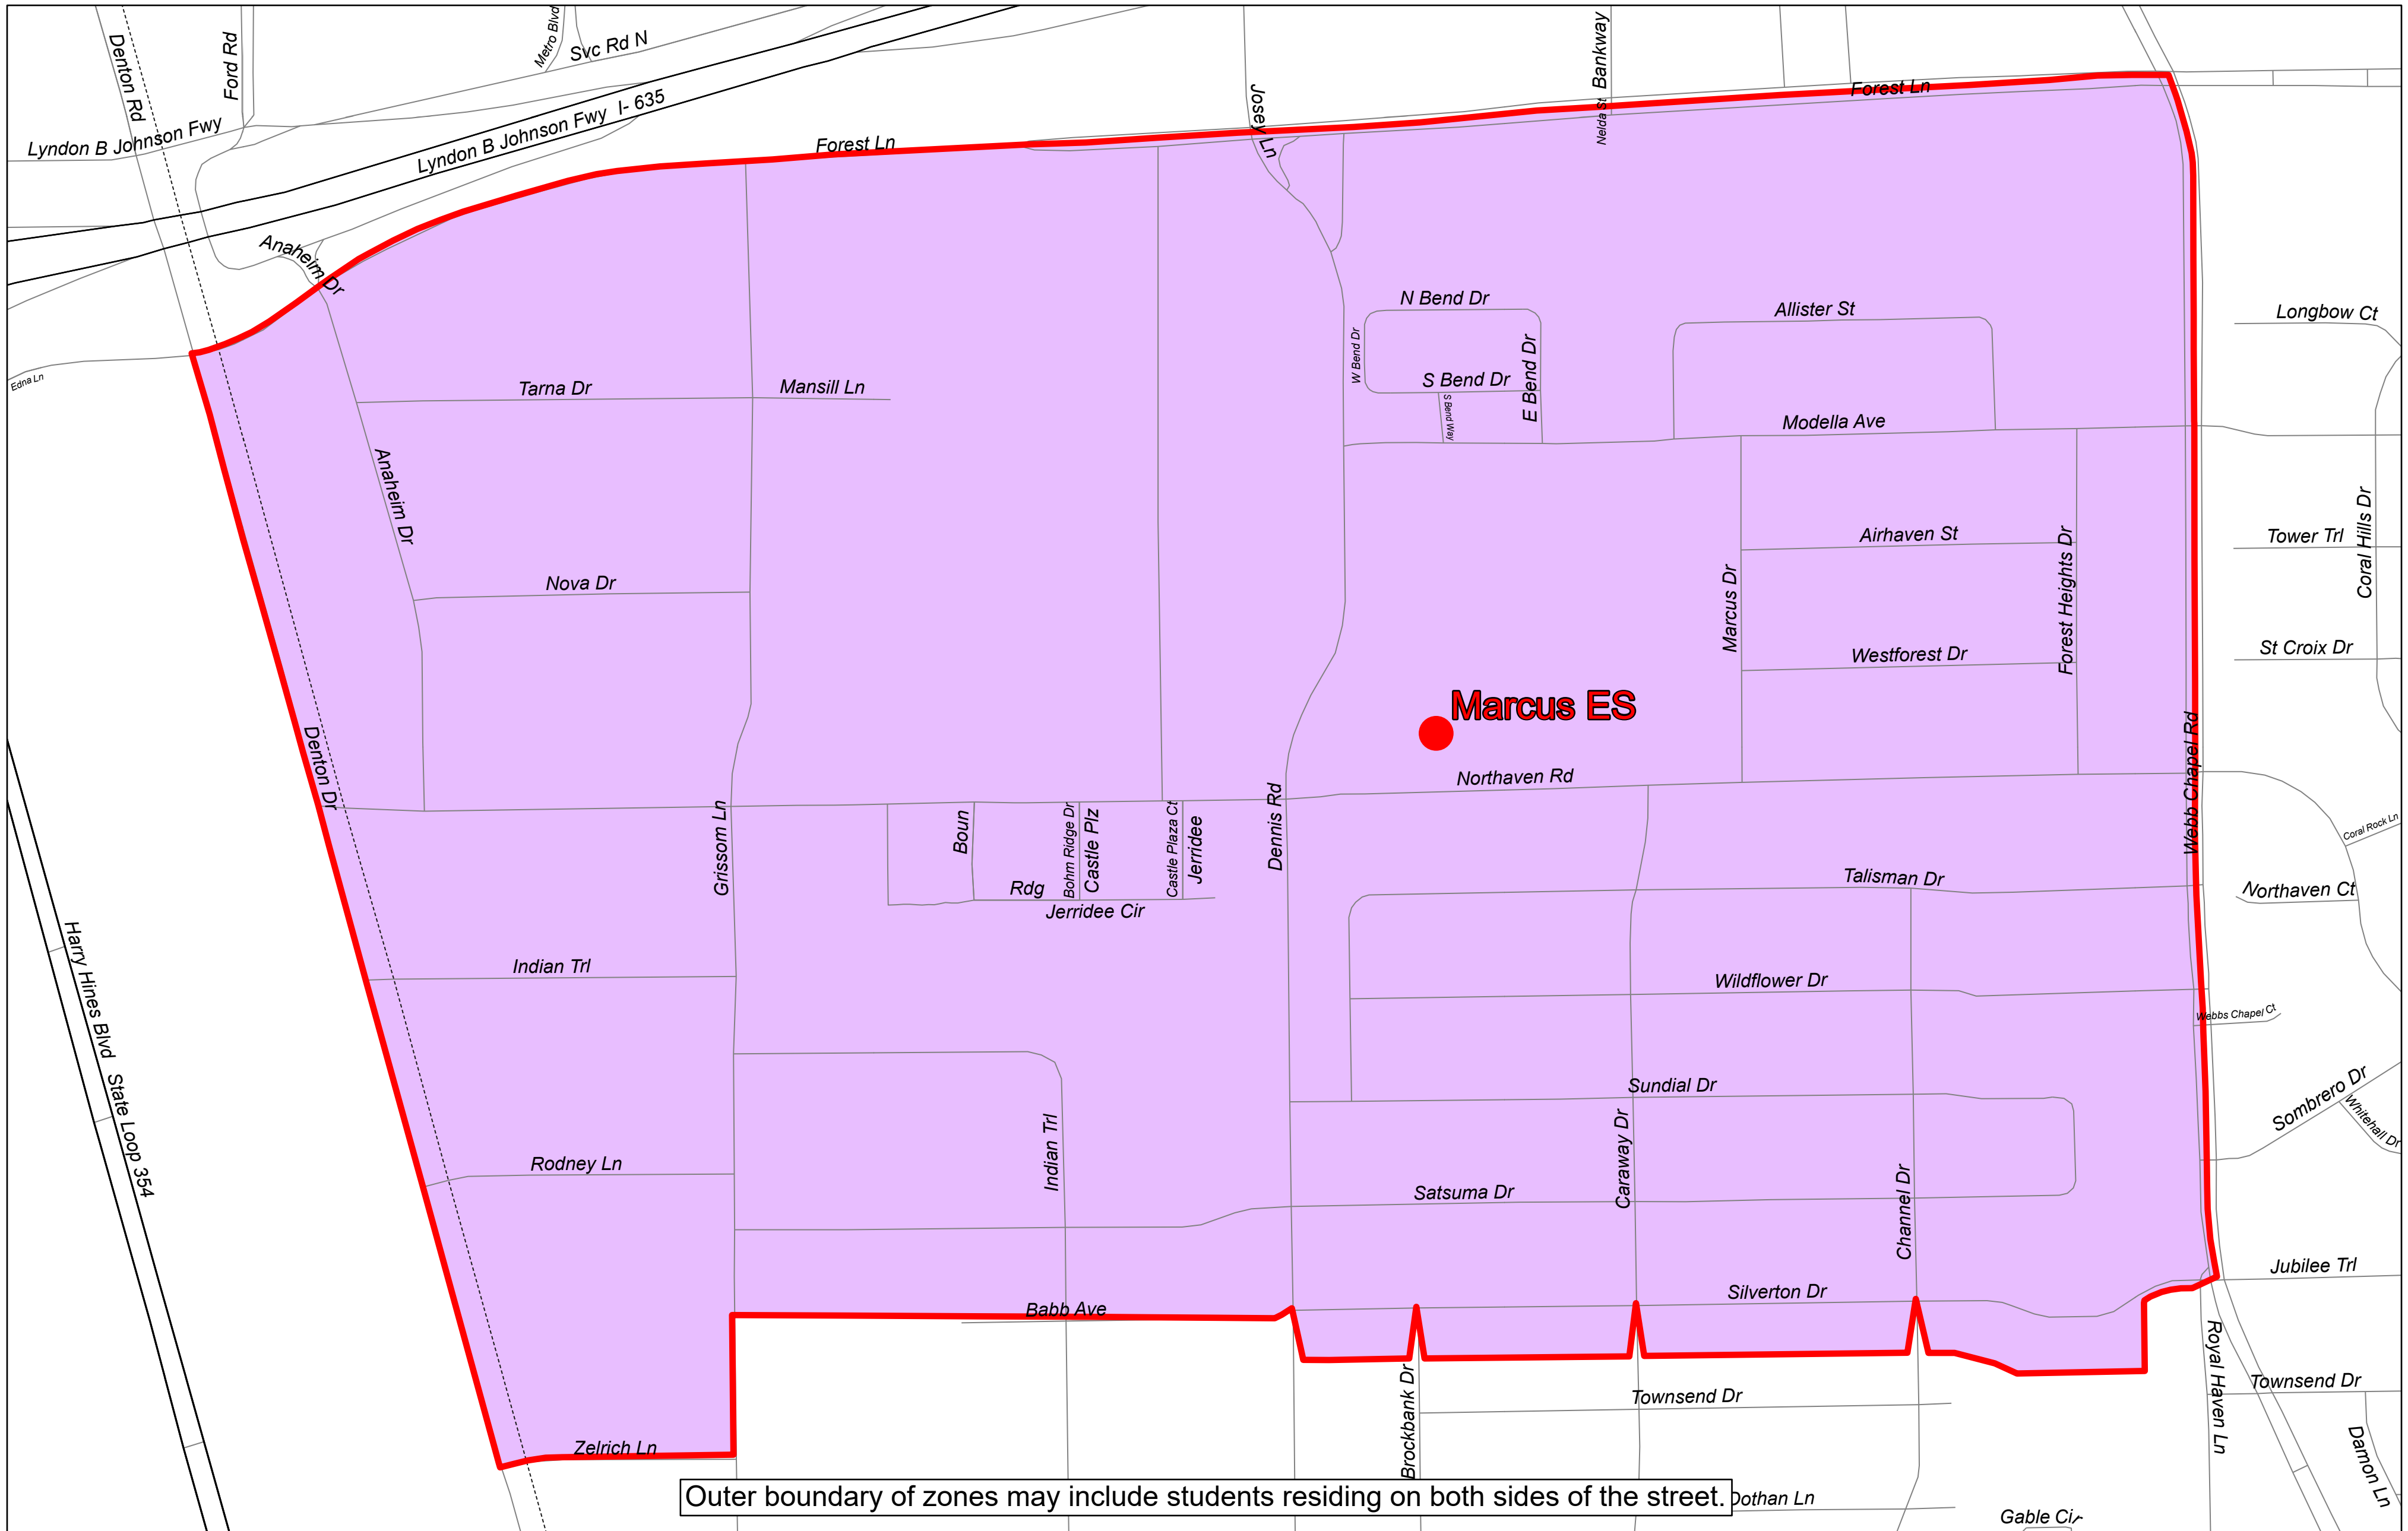 Metro Blvd
Svc Rd N
Denton Rd
Ford Rd
Nelda St Bankway
Lyndon B Johnson Fwy
Lyndon B Johnson Fwy I- 635
Josey Ln
Forest Ln
Forest Ln
Anaheim Dr
Edna Ln
N Bend Dr
Allister St
Longbow Ct
W Bend Dr
Tarna Dr
Mansill Ln
S Bend Dr
E Bend Dr
S Bend Way
Modella Ave
Anaheim Dr
Airhaven St
Tower Trl
Coral Hills Dr
Nova Dr
Marcus Dr
Forest Heights Dr
Westforest Dr
St Croix Dr
Marcus ES
Denton Dr
Northaven Rd
Webb Chapel Rd
Grissom Ln
Boun
Bohm Ridge Dr
Castle Plz
Castle Plaza Ct
Jerridee
Dennis Rd
Coral Rock Ln
Rdg
Jerridee Cir
Talisman Dr
Northaven Ct
Harry Hines Blvd State Loop 354
Indian Trl
Wildflower Dr
Webbs Chapel Ct
Sundial Dr
Sombrero Dr
Whitehall Dr
Indian Trl
Caraway Dr
Rodney Ln
Satsuma Dr
Channel Dr
Jubilee Trl
Babb Ave
Silverton Dr
Royal Haven Ln
Brockbank Dr
Townsend Dr
Townsend Dr
Zelrich Ln
Damon Ln
Outer boundary of zones may include students residing on both sides of the street.
Dothan Ln
Gable Cir